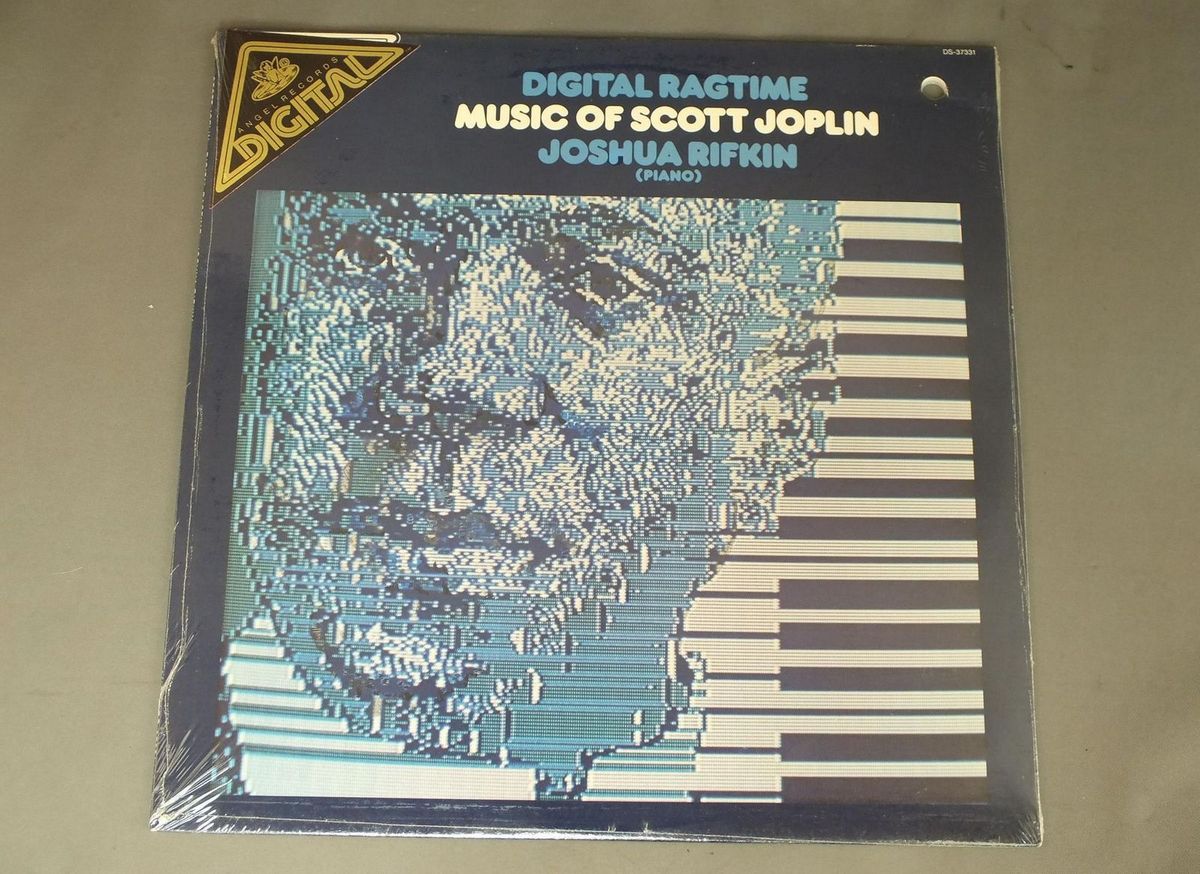 ANGEL RECORDS
DIGITAL
DS-37331
DIGITAL RAGTIME
MUSIC OF SCOTT JOPLIN
JOSHUA RIFKIN
(PIANO)